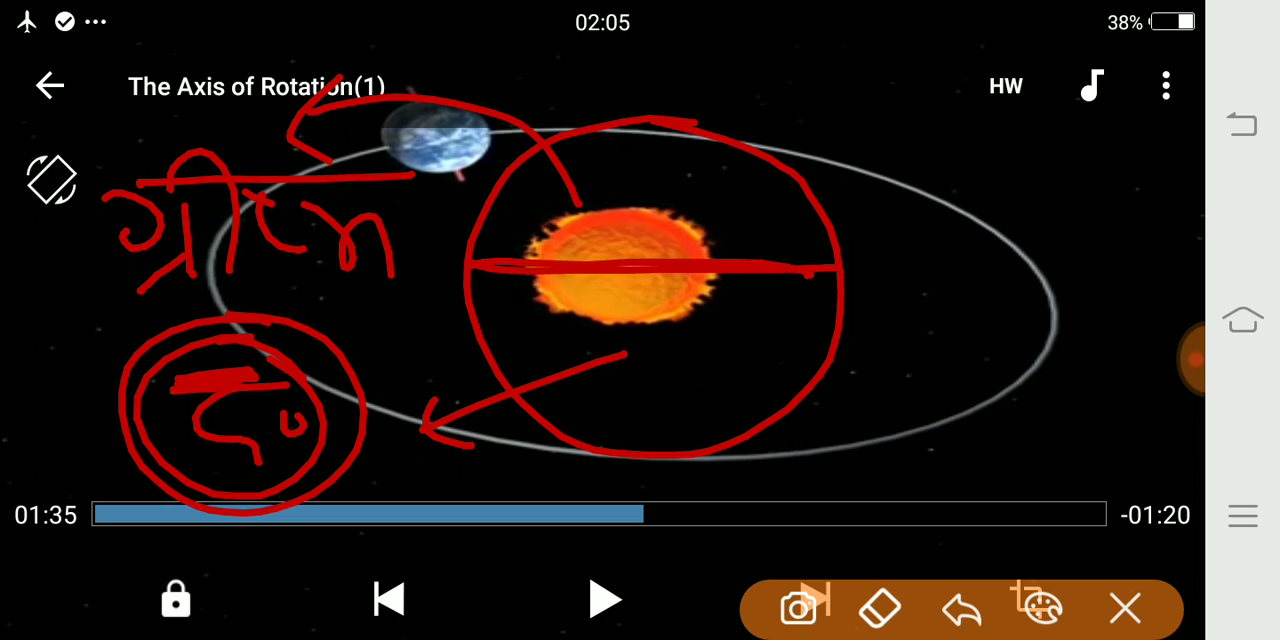 02:05
38%
The Axis of Rotation(1)
HW
01:35
-01:20